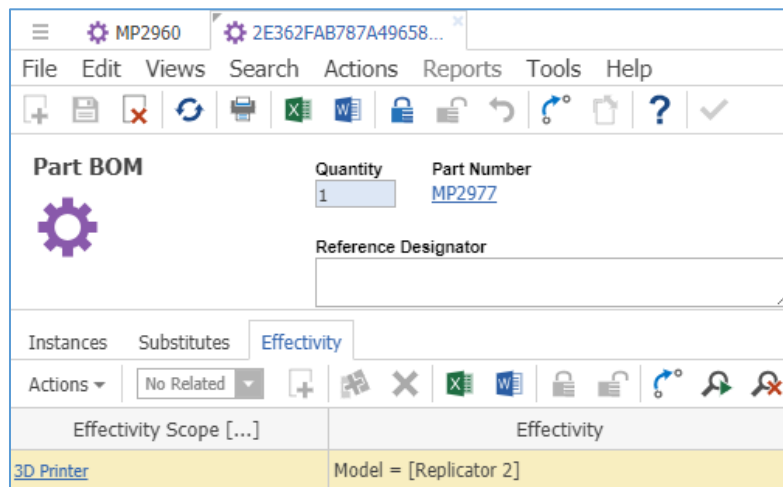 MP2960 2E362FAB787A49658...
File Edit Views Search Actions Reports Tools Help
Part BOM
Quantity Part Number
1 MP2977
Reference Designator
Instances Substitutes Effectivity
Actions No Related
Effectivity Scope [...] Effectivity
3D Printer Model = [Replicator 2]